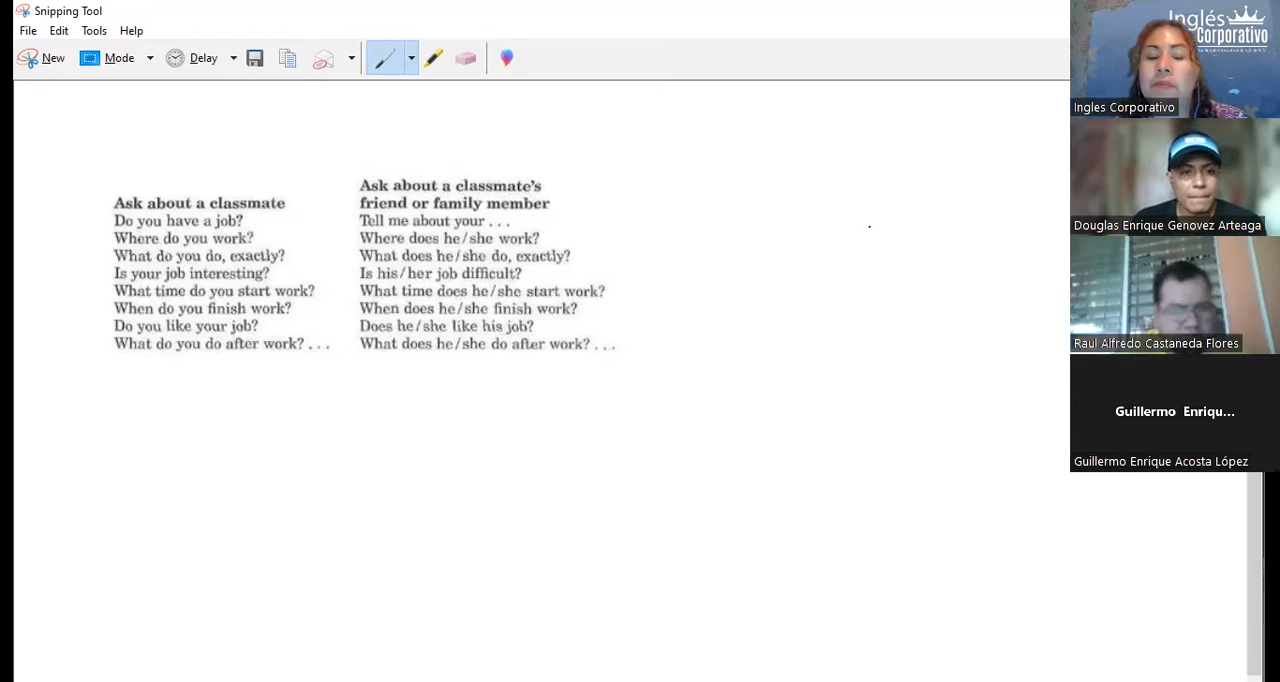 Snipping Tool
File Edit Tools Help
New Mode Delay
Ask about a classmate
Do you have a job?
Where do you work?
What do you do, exactly?
Is your job interesting?
What time do you start work?
When do you finish work?
Do you like your job?
What do you do after work? . . .
Ask about a classmate's
friend or family member
Tell me about your . . .
Where does he/she work?
What does he/she do, exactly?
Is his/her job difficult?
What time does he/she start work?
When does he/she finish work?
Does he/she like his job?
What does he/she do after work? . . .
Inglés
Corporativo
Ingles Corporativo
Douglas Enrique Genovez Arteaga
Raul Alfredo Castaneda Flores
Guillermo Enriqu...
Guillermo Enrique Acosta López